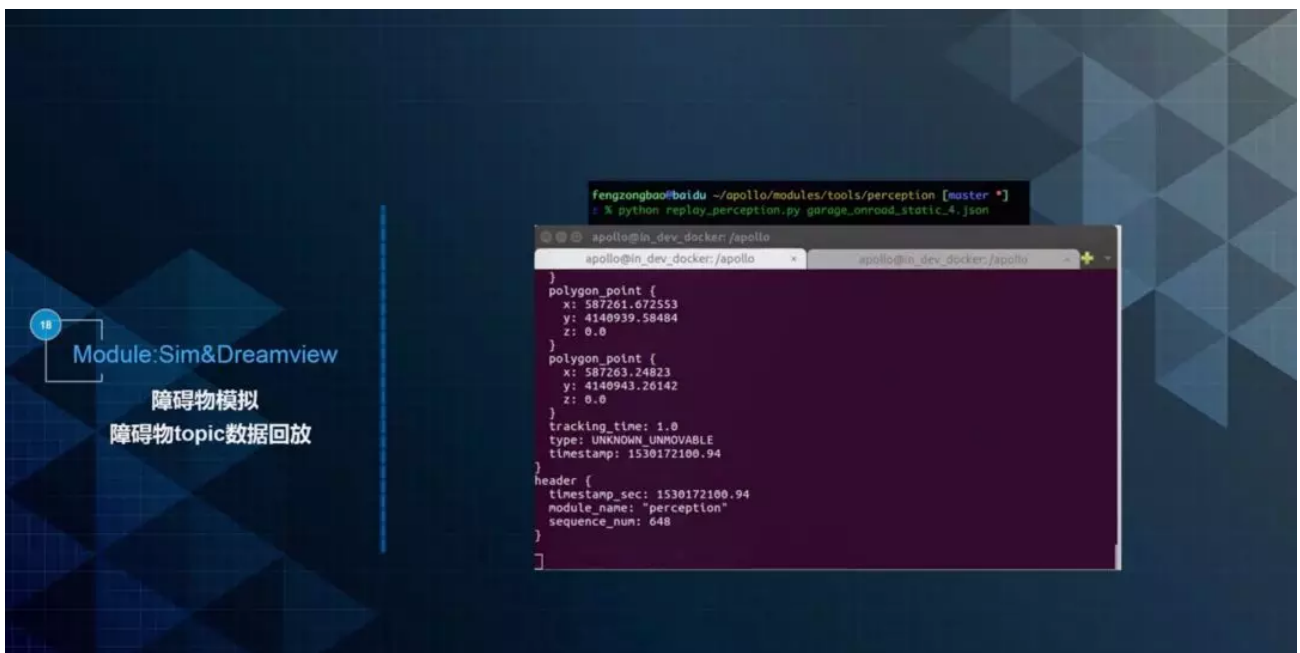 18
Module:Sim&Dreamview
障碍物模拟
障碍物topic数据回放
fengzongbao@baidu ~/apollo/modules/tools/perception [master *]
: % python replay_perception.py garage_onroad_static_4.json
apollo@in_dev_docker: /apollo
apollo@in_dev_docker: /apollo × apollo@in_dev_docker: /apollo ×
}
polygon_point {
x: 587261.672553
y: 4140939.58484
z: 0.0
}
polygon_point {
x: 587263.24823
y: 4140943.26142
z: 0.0
}
tracking_time: 1.0
type: UNKNOWN_UNMOVABLE
timestamp: 1530172100.94
}
header {
timestamp_sec: 1530172100.94
module_name: "perception"
sequence_num: 648
}